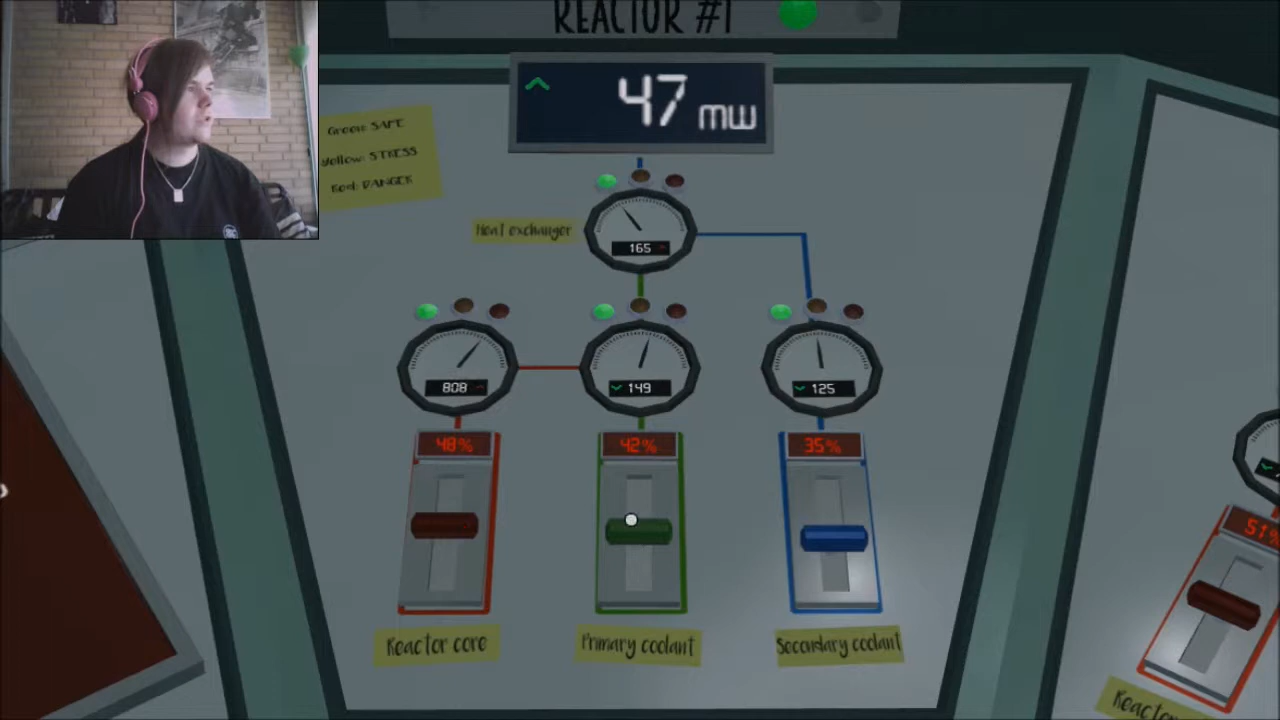 REACTOR #1
47 mw
Green: SAFE
Yellow: STRESS
Red: DANGER
Heat exchanger
165
808
149
125
48%
42%
35%
51%
Reactor core
Primary coolant
Secondary coolant
Reactor